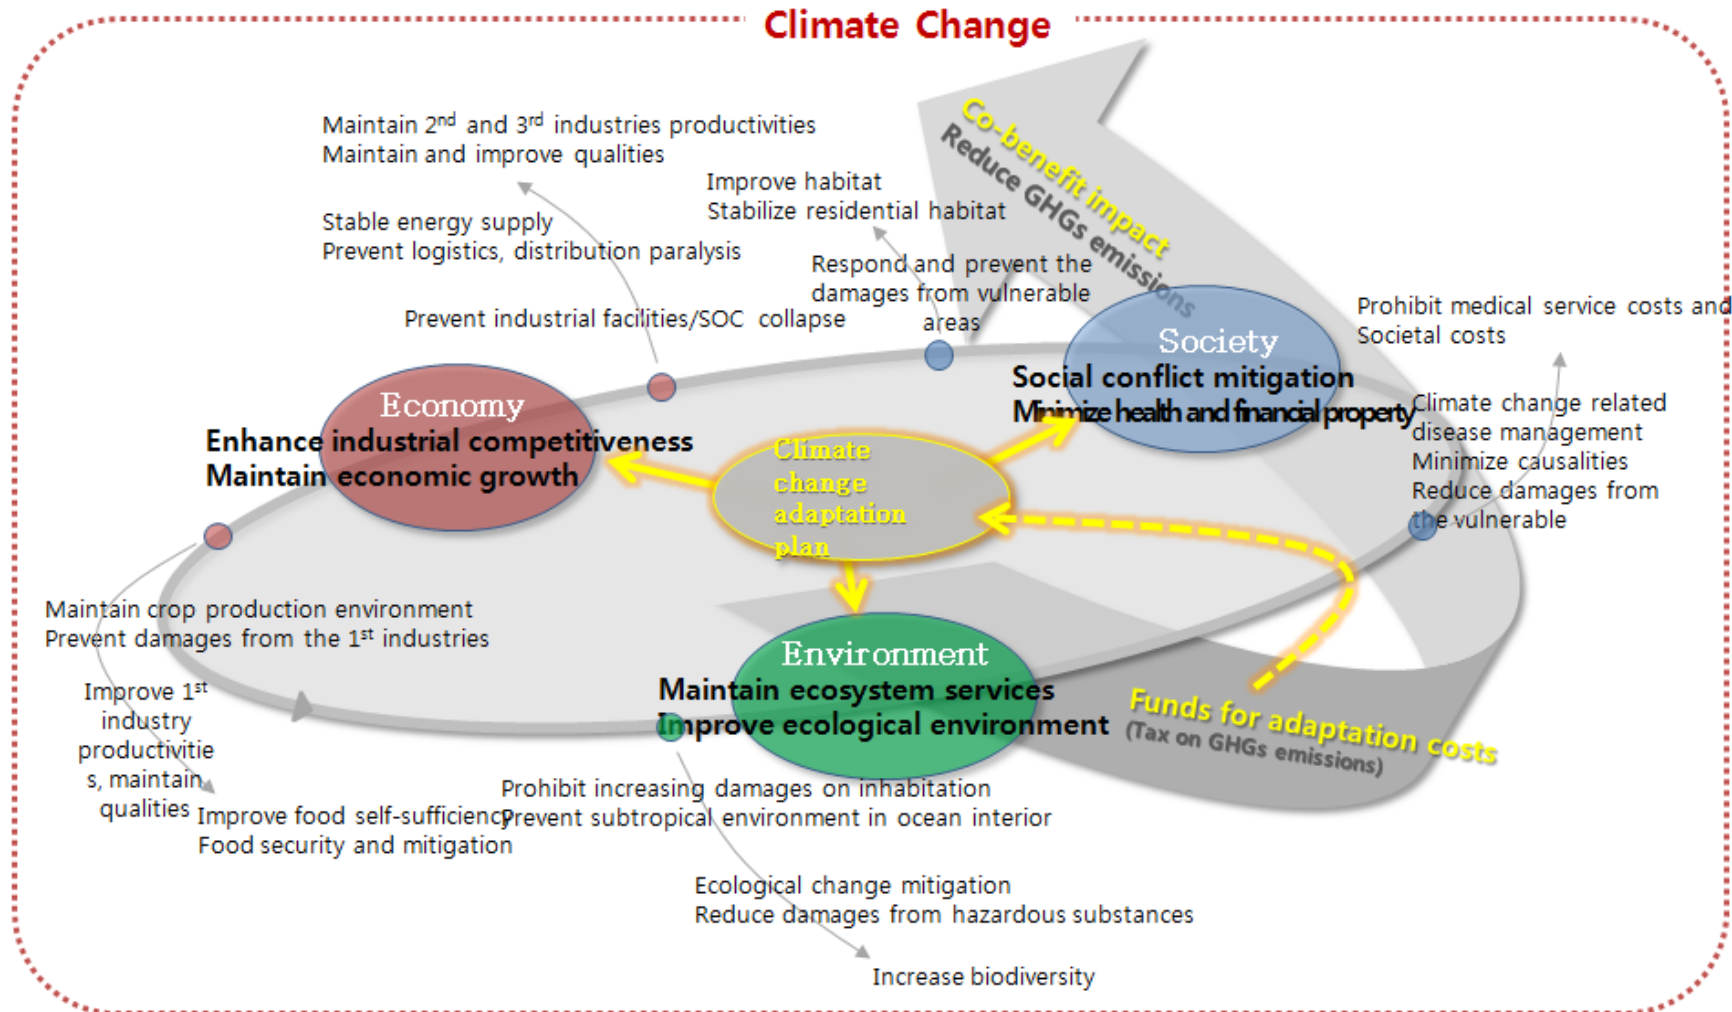 Climate Change
Maintain 2nd and 3rd industries productivities
Maintain and improve qualities
Stable energy supply
Prevent logistics, distribution paralysis
Prevent industrial facilities/SOC collapse
Improve habitat
Stabilize residential habitat
Respond and prevent the
damages from vulnerable
areas
Co-benefit impact
Reduce GHGs emissions
Prohibit medical service costs and
Societal costs
Climate change related
disease management
Minimize causalities
Reduce damages from
the vulnerable
Society
Social conflict mitigation
Minimize health and financial property
Economy
Enhance industrial competitiveness
Maintain economic growth
Climate
change
adaptation
plan
Maintain crop production environment
Prevent damages from the 1st industries
Improve 1st
industry
productivitie
s, maintain
qualities
Improve food self-sufficiency
Food security and mitigation
Environment
Maintain ecosystem services
Improve ecological environment
Funds for adaptation costs
(Tax on GHGs emissions)
Prohibit increasing damages on inhabitation
Prevent subtropical environment in ocean interior
Ecological change mitigation
Reduce damages from hazardous substances
Increase biodiversity